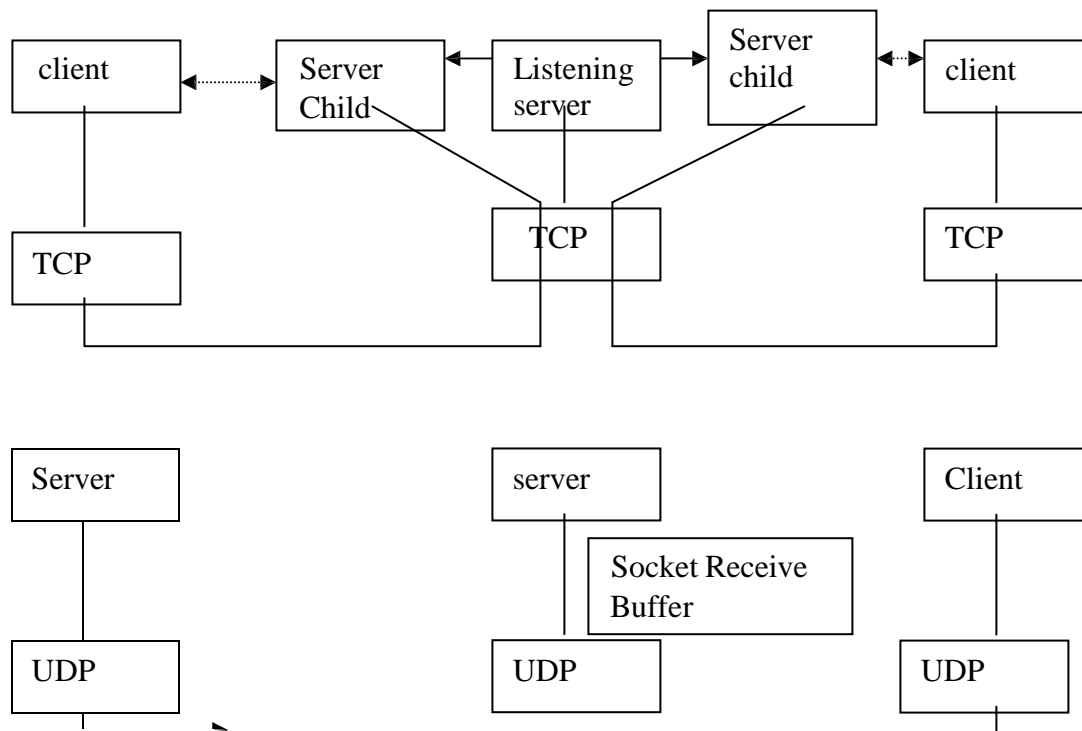 client
Server
Child
Listening
server
Server
child
client
TCP
TCP
TCP
Server
server
Client
Socket Receive
Buffer
UDP
UDP
UDP